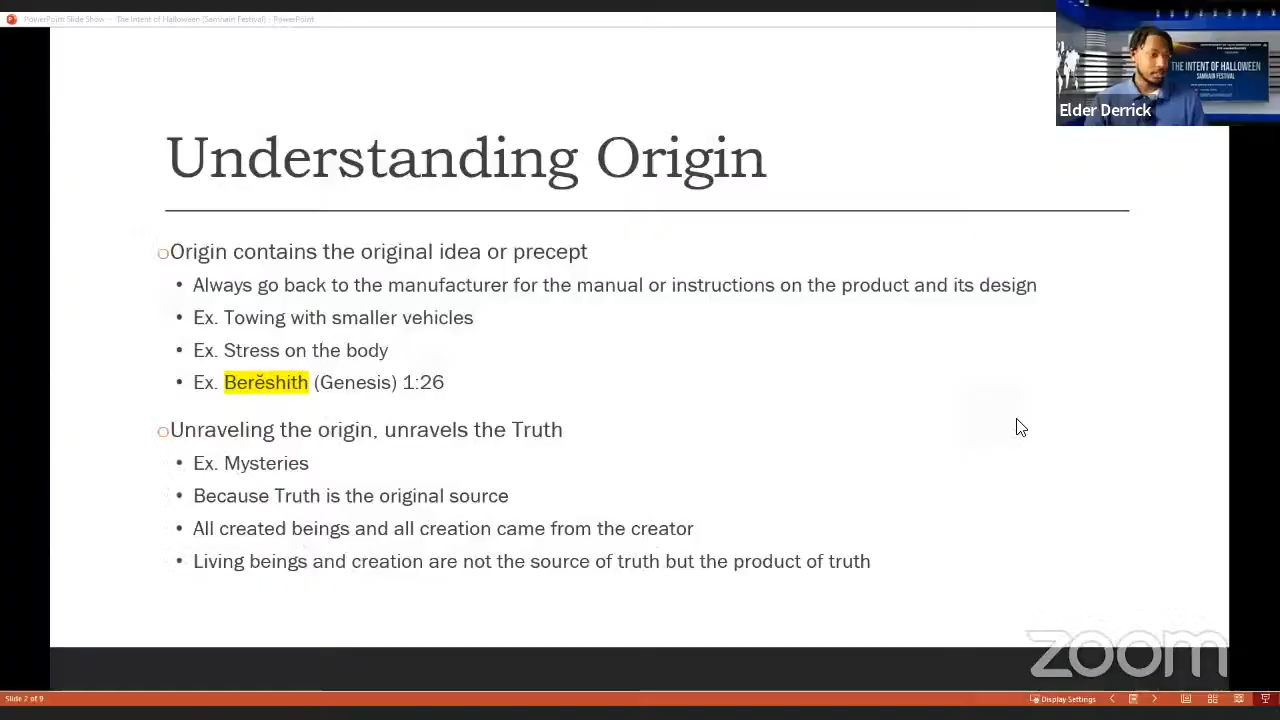 PowerPoint Slide Show - The Intent of Halloween (Samhain Festival) - PowerPoint
THE INTENT OF HALLOWEEN
SAMHAIN FESTIVAL
Elder Derrick
Understanding Origin
Origin contains the original idea or precept
• Always go back to the manufacturer for the manual or instructions on the product and its design
• Ex. Towing with smaller vehicles
• Ex. Stress on the body
• Ex. Berĕshith (Genesis) 1:26
Unraveling the origin, unravels the Truth
• Ex. Mysteries
• Because Truth is the original source
• All created beings and all creation came from the creator
• Living beings and creation are not the source of truth but the product of truth
zoom
Slide 2 of 9
Display Settings